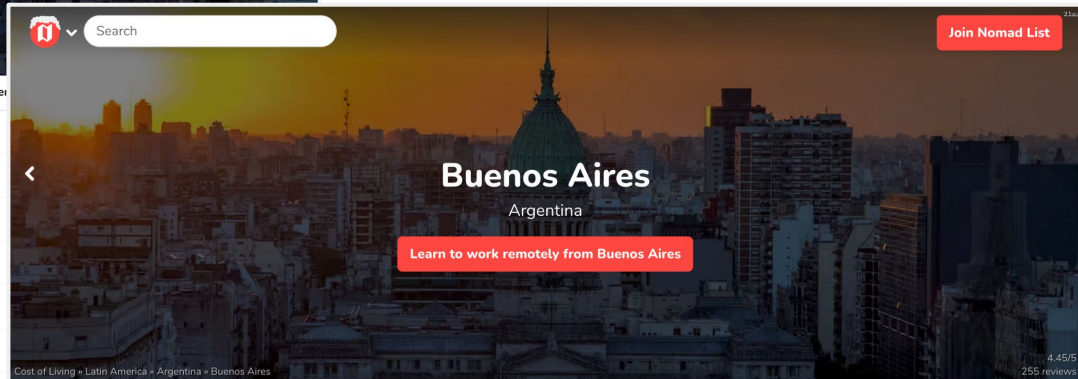 Search
Join Nomad List
Buenos Aires
Argentina
Learn to work remotely from Buenos Aires
4.45/5
Cost of Living » Latin America » Argentina » Buenos Aires
255 reviews